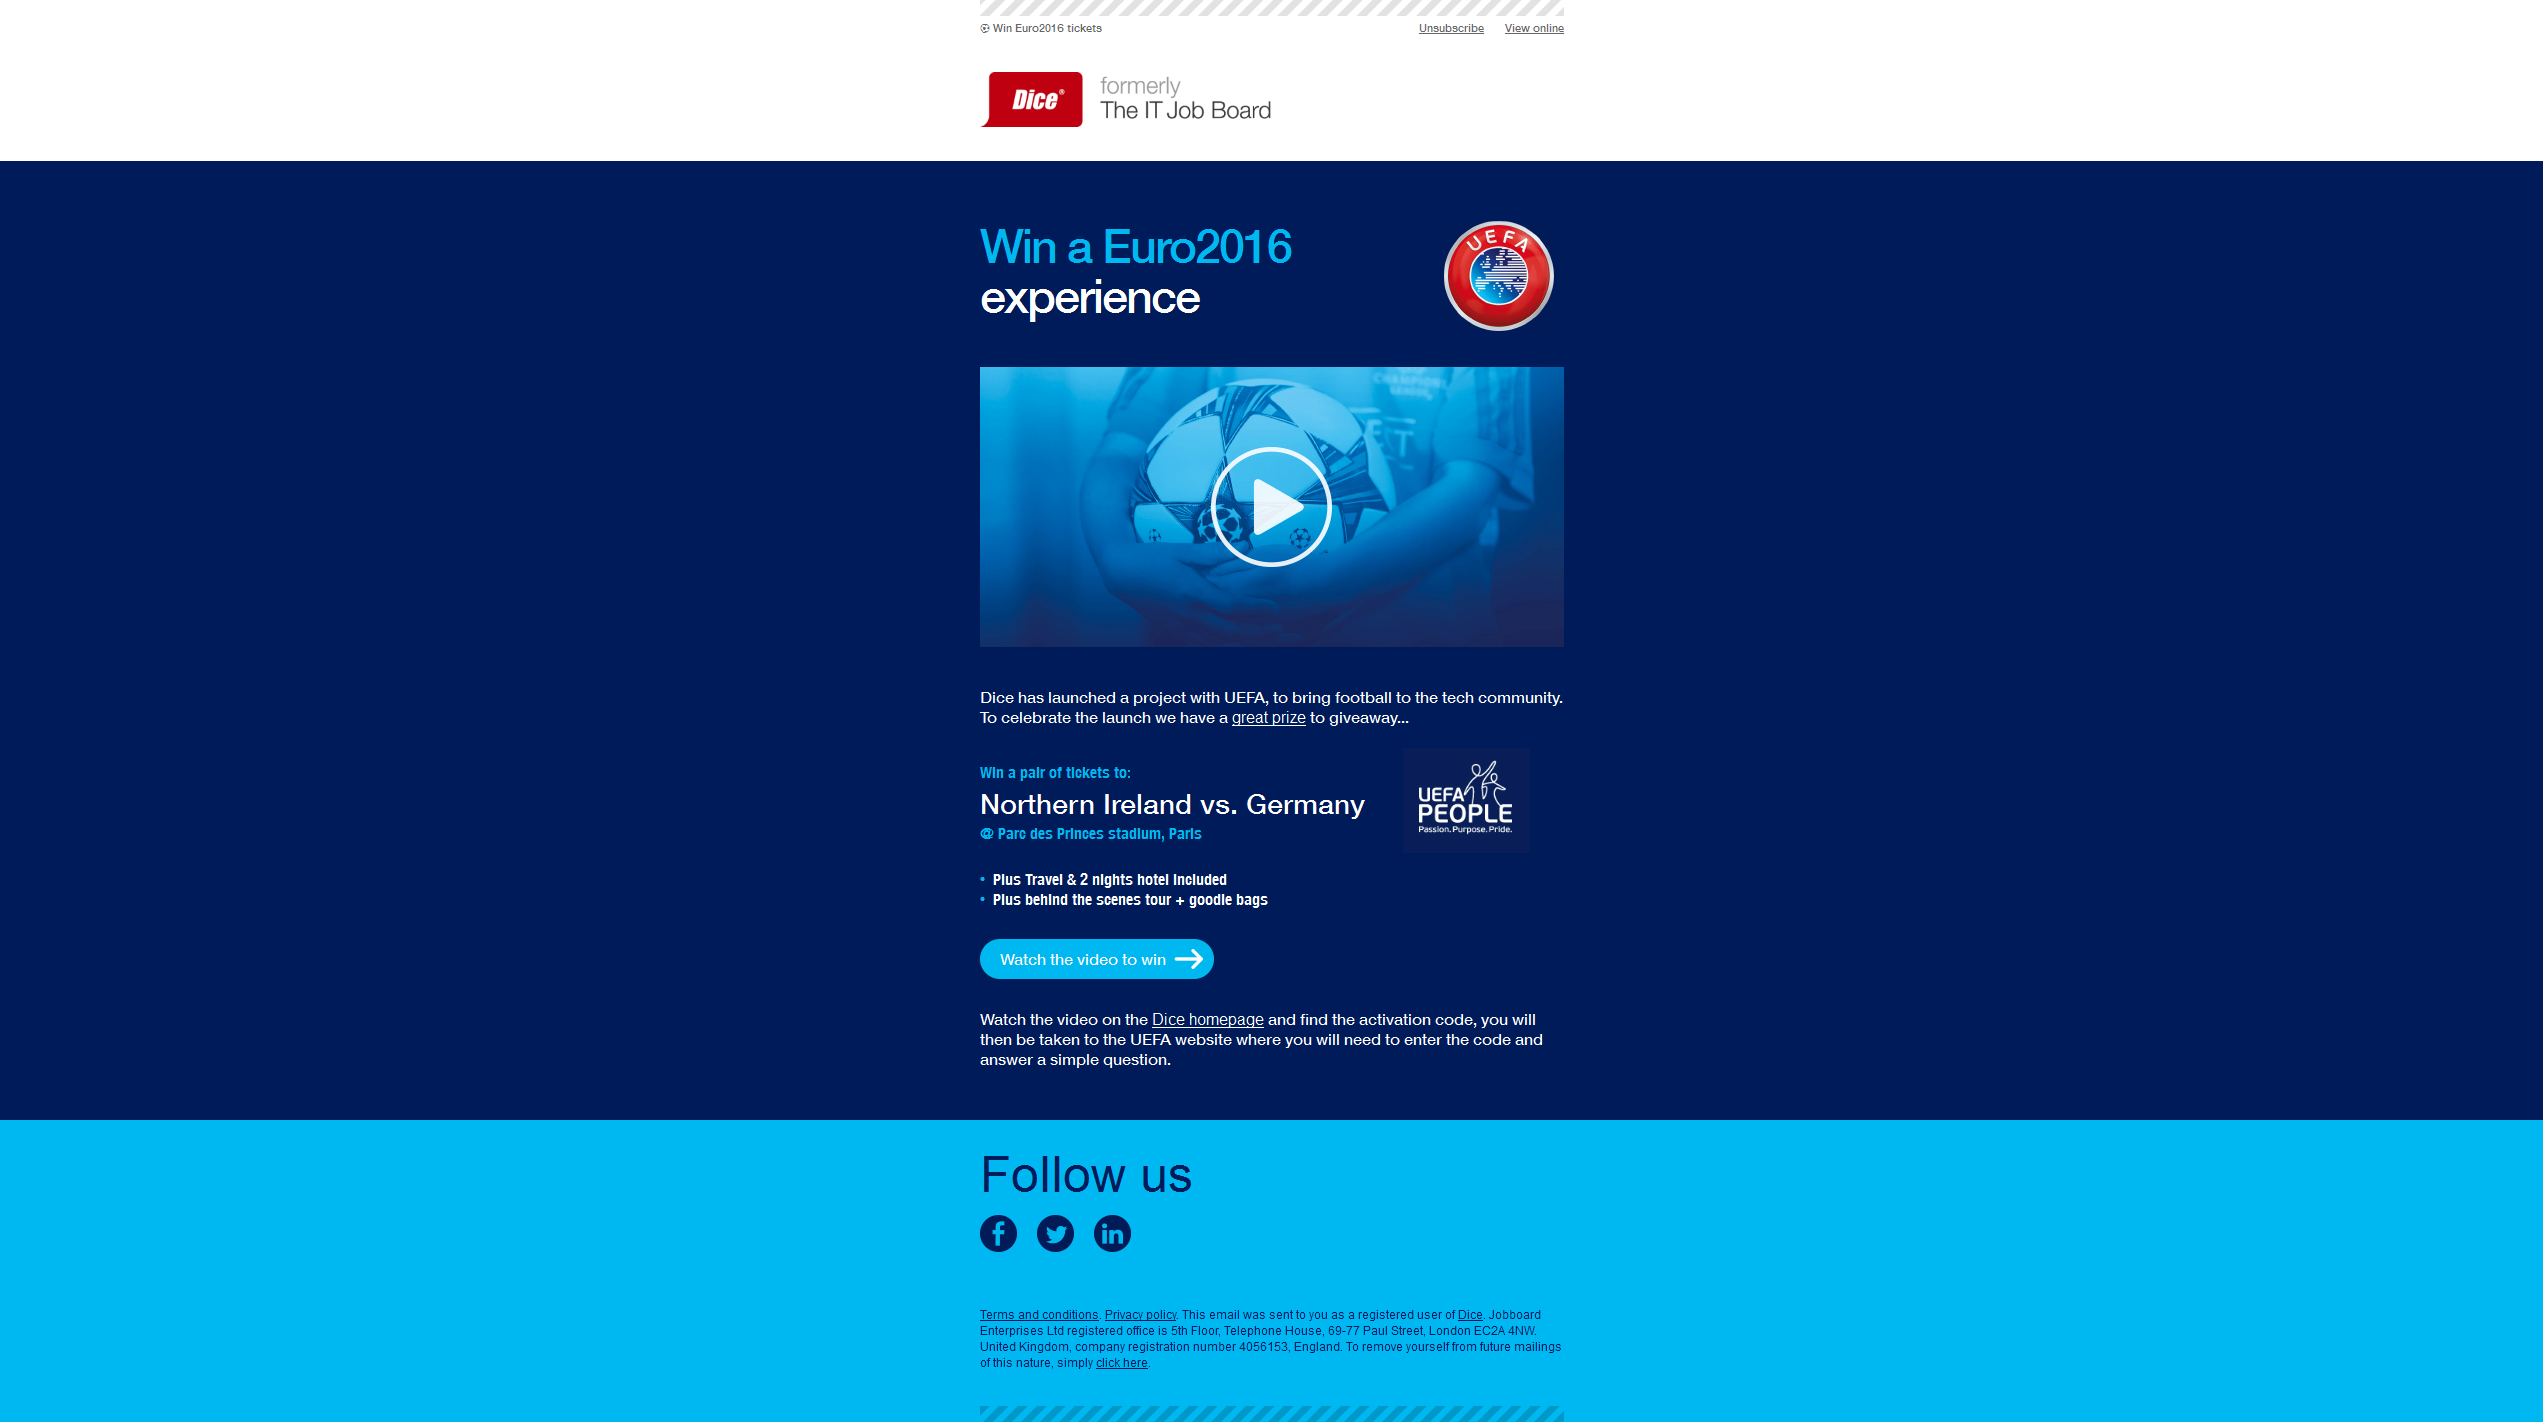 Win Euro2016 tickets
Unsubscribe View online
Dice®
formerly
The IT Job Board
Win a Euro2016
experience
UEFA
CHAMPIONS
LEAGUE
Dice has launched a project with UEFA, to bring football to the tech community.
To celebrate the launch we have a great prize to giveaway...
Win a pair of tickets to:
Northern Ireland vs. Germany
@ Parc des Princes stadium, Paris
UEFA
PEOPLE
Passion. Purpose. Pride.
• Plus Travel & 2 nights hotel included
• Plus behind the scenes tour + goodie bags
Watch the video to win
Watch the video on the Dice homepage and find the activation code, you will
then be taken to the UEFA website where you will need to enter the code and
answer a simple question.
Follow us
f
in
Terms and conditions. Privacy policy. This email was sent to you as a registered user of Dice. Jobboard
Enterprises Ltd registered office is 5th Floor, Telephone House, 69-77 Paul Street, London EC2A 4NW.
United Kingdom, company registration number 4056153, England. To remove yourself from future mailings
of this nature, simply click here.